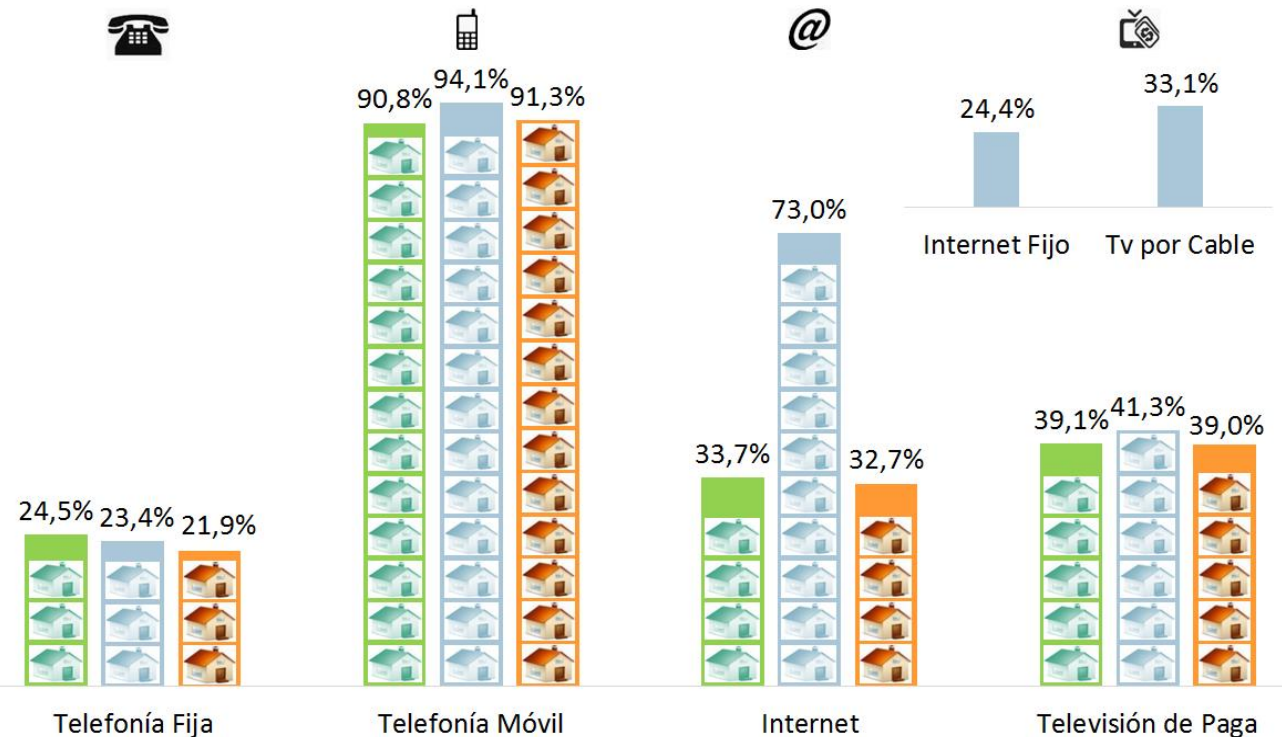 90,8%
94,1%
91,3%
24,4%
33,1%
Internet Fijo
Tv por Cable
73,0%
24,5%
23,4%
21,9%
33,7%
32,7%
39,1%
41,3%
39,0%
Telefonía Fija
Telefonía Móvil
Internet
Televisión de Paga